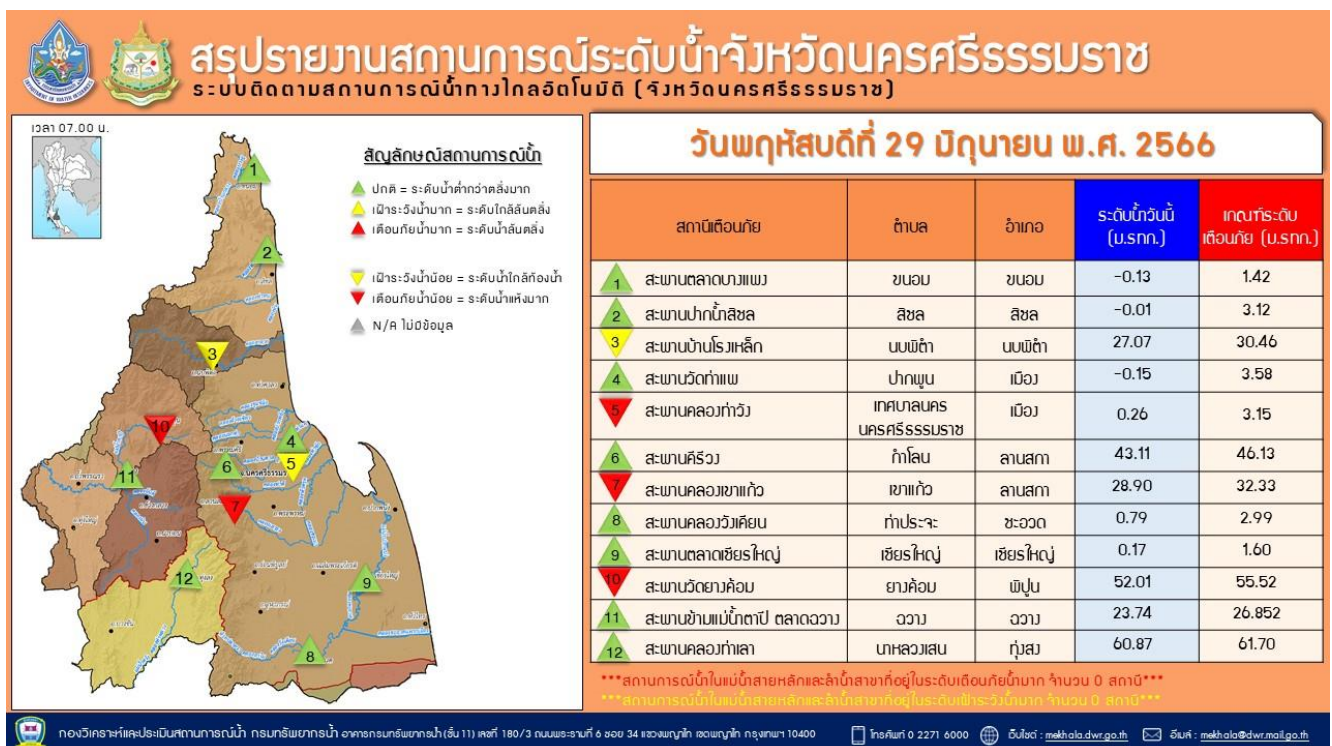 สรุปรายงานสถานการณ์ระดับน้ำจังหวัดนครศรีธรรมราช
ระบบติดตามสถานการณ์น้ำทางไกลอัตโนมัติ (จังหวัดนครศรีธรรมราช)
เวลา 07.00 น.
สัญลักษณ์สถานการณ์น้ำ
ปกติ = ระดับน้ำต่ำกว่าตลิ่งมาก
เฝ้าระวังน้ำมาก = ระดับใกล้ล้นตลิ่ง
เตือนภัยน้ำมาก = ระดับน้ำล้นตลิ่ง
เฝ้าระวังน้ำน้อย = ระดับน้ำใกล้ท้องน้ำ
เตือนภัยน้ำน้อย = ระดับน้ำแห้งมาก
N/A ไม่มีข้อมูล
1
2
3
10
4
5
6
11
7
12
9
8
วันพฤหัสบดีที่ 29 มิถุนายน พ.ศ. 2566
สถานีเตือนภัย ตำบล อำเภอ ระดับน้ำวันนี้ (ม.รทก.) เกณฑ์ระดับเตือนภัย (ม.รทก.)
1 สะพานตลาดบางแพง ขนอม ขนอม -0.13 1.42
2 สะพานปากน้ำสิชล สิชล สิชล -0.01 3.12
3 สะพานบ้านโรงเหล็ก นบพิตำ นบพิตำ 27.07 30.46
4 สะพานวัดท่าแพ ปากพูน เมือง -0.15 3.58
5 สะพานคลองท่าวัง เทศบาลนครนครศรีธรรมราช เมือง 0.26 3.15
6 สะพานคีรีวง กำโลน ลานสกา 43.11 46.13
7 สะพานคลองเขาแก้ว เขาแก้ว ลานสกา 28.90 32.33
8 สะพานคลองวังเคียน ท่าประจะ ชะอวด 0.79 2.99
9 สะพานตลาดเชียรใหญ่ เชียรใหญ่ เชียรใหญ่ 0.17 1.60
10 สะพานวัดยางค้อม ยางค้อม พิปูน 52.01 55.52
11 สะพานข้ามแม่น้ำตาปี ตลาดฉวาง ฉวาง ฉวาง 23.74 26.852
12 สะพานคลองท่าเลา นาหลวงเสน ทุ่งสง 60.87 61.70
***สถานการณ์น้ำในแม่น้ำสายหลักและลำน้ำสาขาที่อยู่ในระดับเตือนภัยน้ำมาก จำนวน 0 สถานี***
***สถานการณ์น้ำในแม่น้ำสายหลักและลำน้ำสาขาที่อยู่ในระดับเฝ้าระวังน้ำมาก จำนวน 0 สถานี***
กองวิเคราะห์และประเมินสถานการณ์น้ำ กรมทรัพยากรน้ำ อาคารกรมทรัพยากรน้ำ (ชั้น 11) เลขที่ 180/3 ถนนพระรามที่ 6 ซอย 34 แขวงพญาไท เขตพญาไท กรุงเทพฯ 10400 โทรศัพท์ 0 2271 6000 เว็บไซต์ : mekhala.dwr.go.th อีเมล์ : mekhala@dwr.mail.go.th